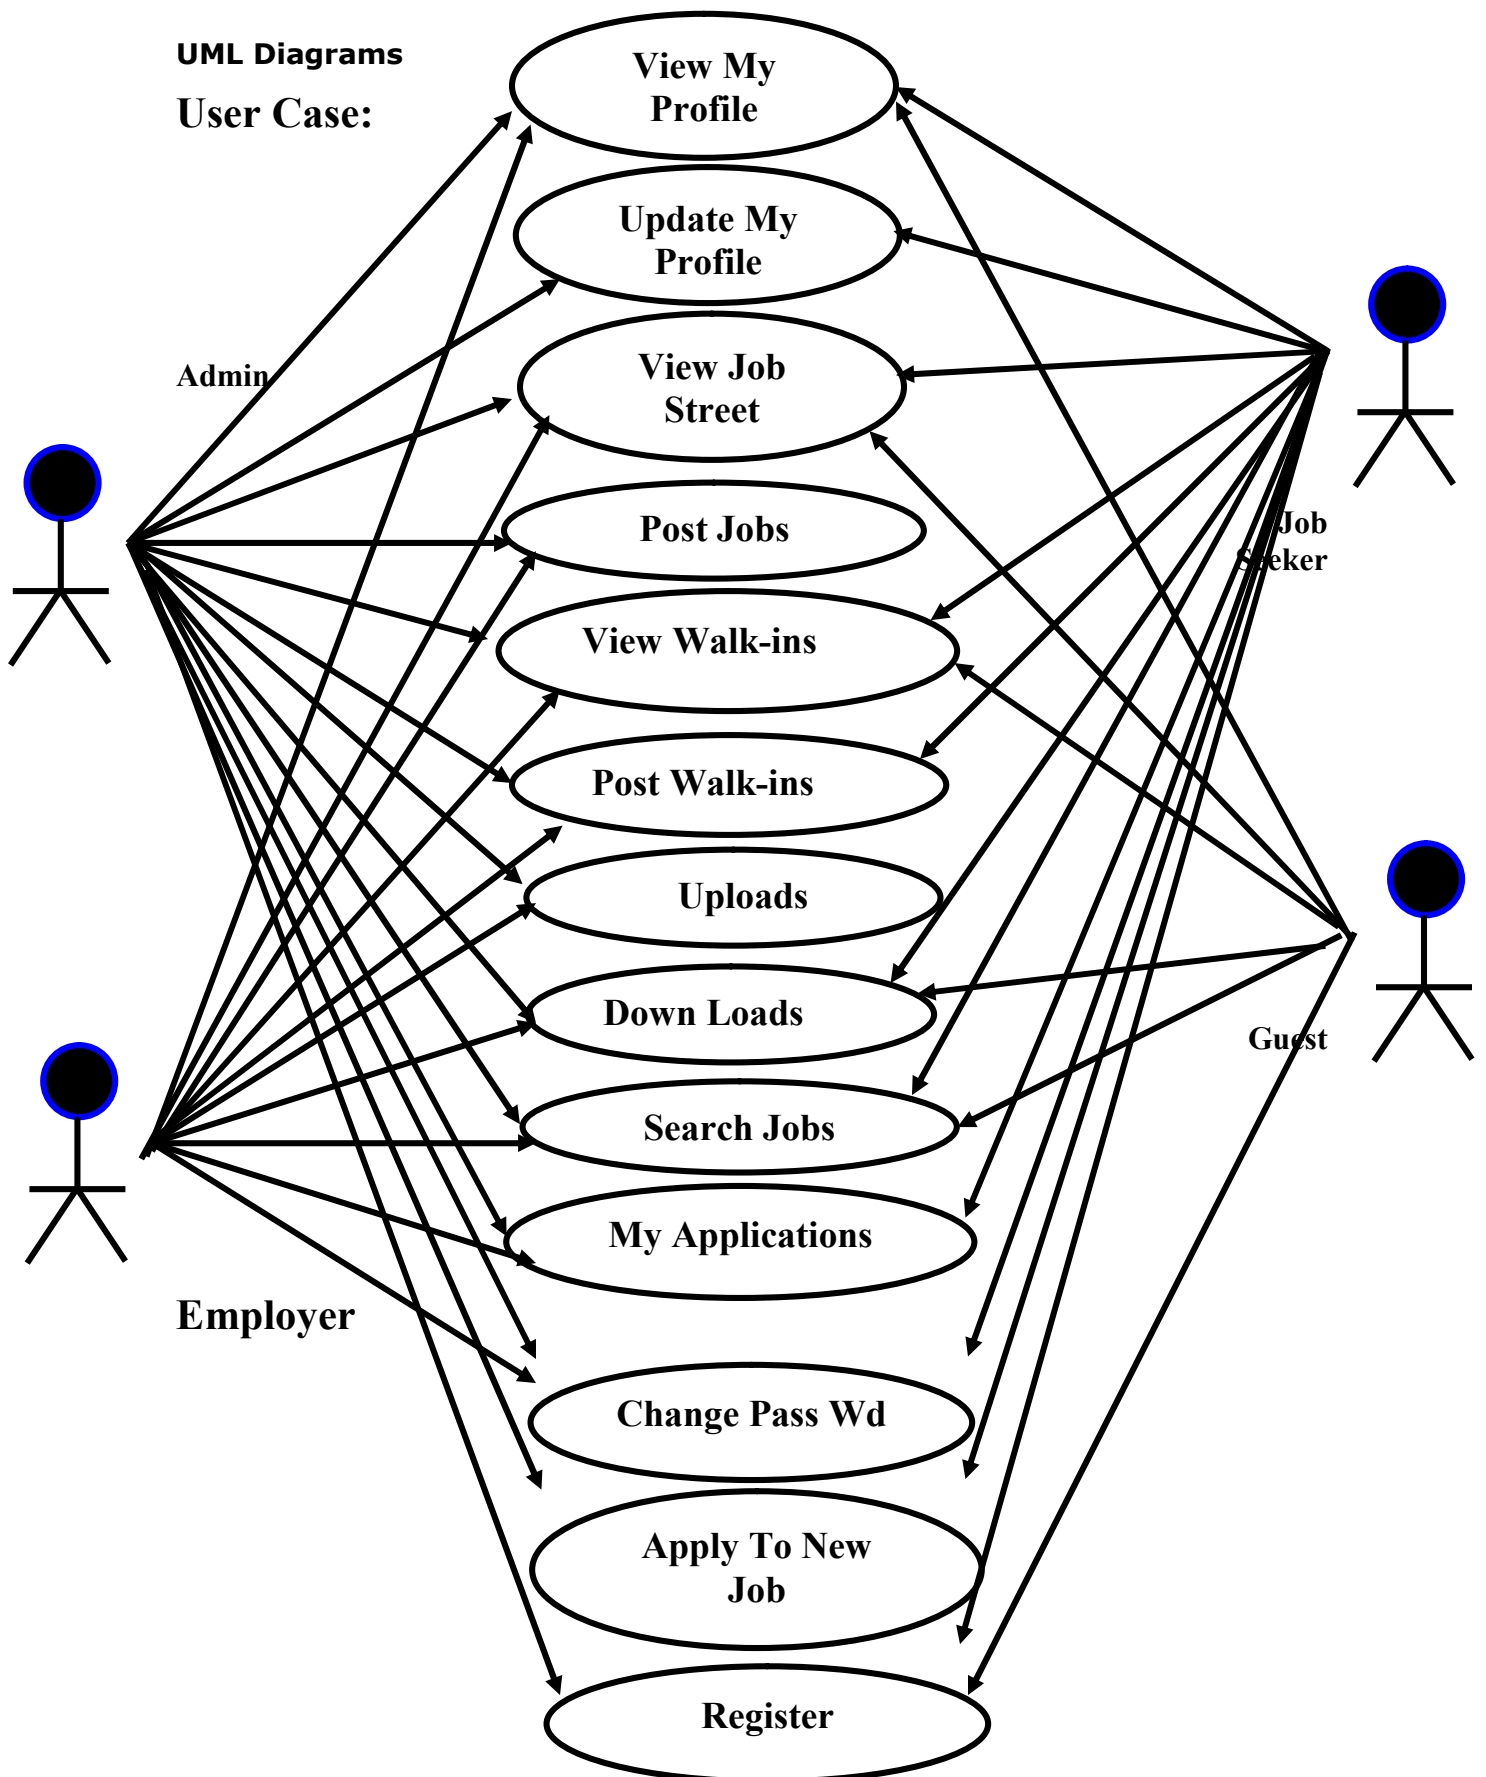 UML Diagrams
User Case:
View My
Profile
Update My
Profile
Admin
View Job
Street
Post Jobs
Job
Seeker
View Walk-ins
Post Walk-ins
Uploads
Down Loads
Guest
Search Jobs
My Applications
Employer
Change Pass Wd
Apply To New
Job
Register